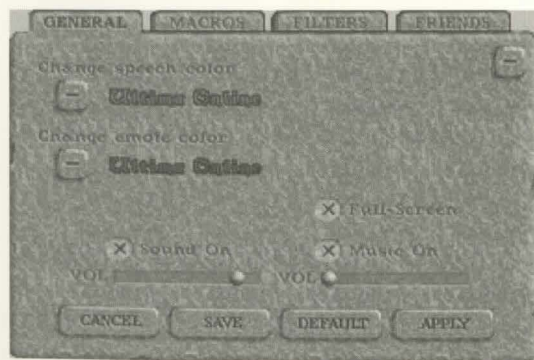 GENERAL MACROS FILTERS FRIENDS
Change speech color
Ultima Online
Change emote color
Ultima Online
Full-Screen
Sound On Music On
VOL VOL
CANCEL SAVE DEFAULT APPLY